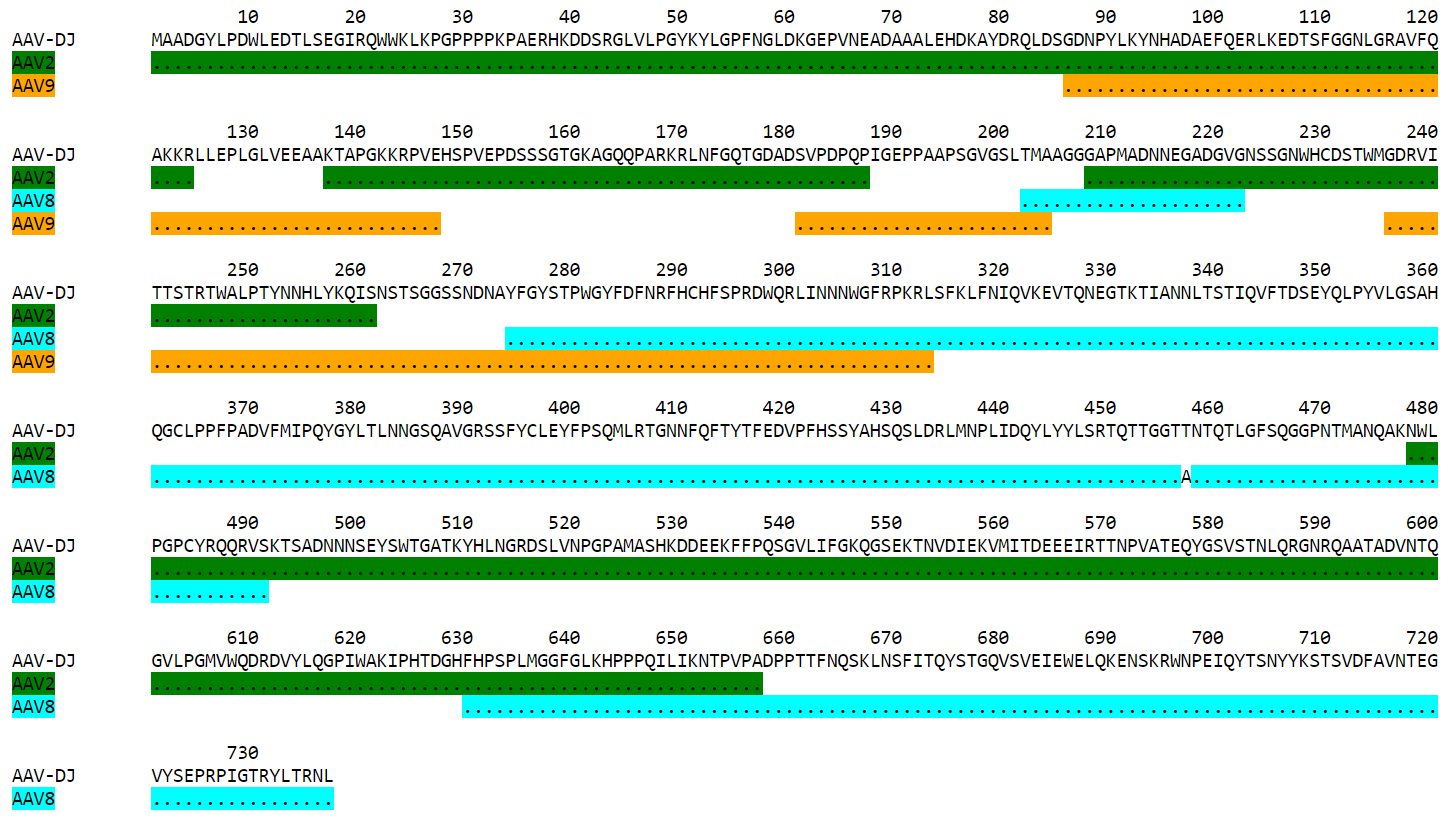 10 20 30 40 50 60 70 80 90 100 110 120
AAV-DJ MAADGYLPDWLEDTLSEGIRQWWKLKPGPPPPKPAERHKDDSRGLVLPGYKYLGPFNGLDKGEPVNEADAAALEHDKAYDRQLDSGDNPYLKYNHADAEFQERLKEDTSFGGNLGRAVFQ
AAV2 ........................................................................................................................
AAV9 ...................................
130 140 150 160 170 180 190 200 210 220 230 240
AAV-DJ AKKRLLEPLGLVEEAAKTAPGKKRPVEHSPVEPDSSSGTGKAGQQPARKRLNFGQTGDADSVPDPQPIGEPPAAPSGVGSLTMAAGGGAPMADNNEGADGVGNSSGNWHCDSTWMGDRVI
AAV2 .... ................................................... .................................
AAV8 .....................
AAV9 ........................... ........................ .....
250 260 270 280 290 300 310 320 330 340 350 360
AAV-DJ TTSTRTWALPTYNNHLYKQISNSTSGGSSNDNAYFGYSTPWGYFDFNRFHCHFSPRDWQRLINNNWGFRPKRLSFKLFNIQVKEVTQNEGTKTIANNLTSTIQVFTDSEYQLPYVLGSAH
AAV2 .....................
AAV8 .......................................................................................
AAV9 .........................................................................
370 380 390 400 410 420 430 440 450 460 470 480
AAV-DJ QGCLPPFPADVFMIPQYGYLTLNNGSQAVGRSSFYCLEYFPSQMLRTGNNFQFTYTFEDVPFHSSYAHSQSLDRLMNPLIDQYLYYLSRTQTTGGTTNTQTLGFSQGGPNTMANQAKNWL
AAV2 ...
AAV8 ................................................................................................A.......................
490 500 510 520 530 540 550 560 570 580 590 600
AAV-DJ PGPCYRQQRVSKTSADNNNSEYSWTGATKYHLNGRDSLVNPGPAMASHKDDEEKFFPQSGVLIFGKQGSEKTNVDIEKVMITDEEEIRTTNPVATEQYGSVSTNLQRGNRQAATADVNTQ
AAV2 ........................................................................................................................
AAV8 ...........
610 620 630 640 650 660 670 680 690 700 710 720
AAV-DJ GVLPGMVWQDRDVYLQGPIWAKIPHTDGHFHPSPLMGGFGLKHPPPQILIKNTPVPADPPTTFNQSKLNSFITQYSTGQVSVEIEWELQKENSKRWNPEIQYTSNYYKSTSVDFAVNTEG
AAV2 .........................................................
AAV8 ...........................................................................................
730
AAV-DJ VYSEPRPIGTRYLTRNL
AAV8 .................